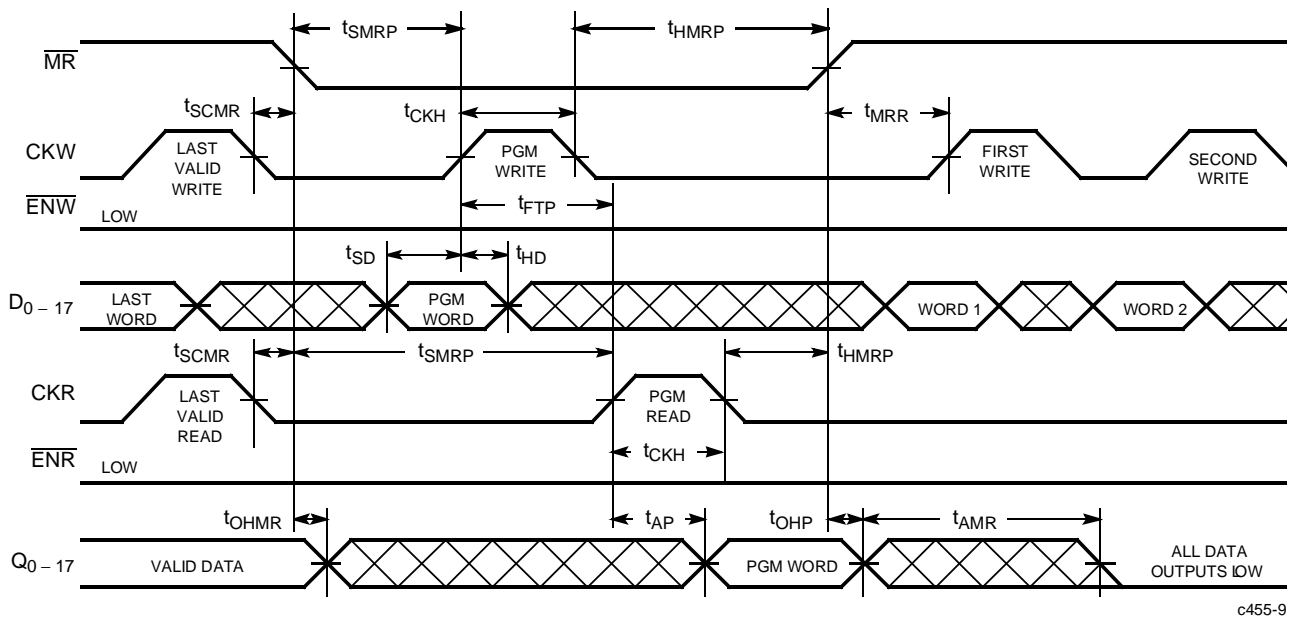 tSMRP tHMRP
MR
tSCMR tCKH tMRR
CKW LAST VALID WRITE PGM WRITE FIRST WRITE SECOND WRITE
ENW LOW tFTP
tSD tHD
D0 – 17 LAST WORD PGM WORD WORD 1 WORD 2
tSCMR tSMRP tHMRP
CKR LAST VALID READ PGM READ
tCKH
ENR LOW
tOHMR tAP tOHP tAMR
Q0 – 17 VALID DATA PGM WORD ALL DATA OUTPUTS LOW
c455-9